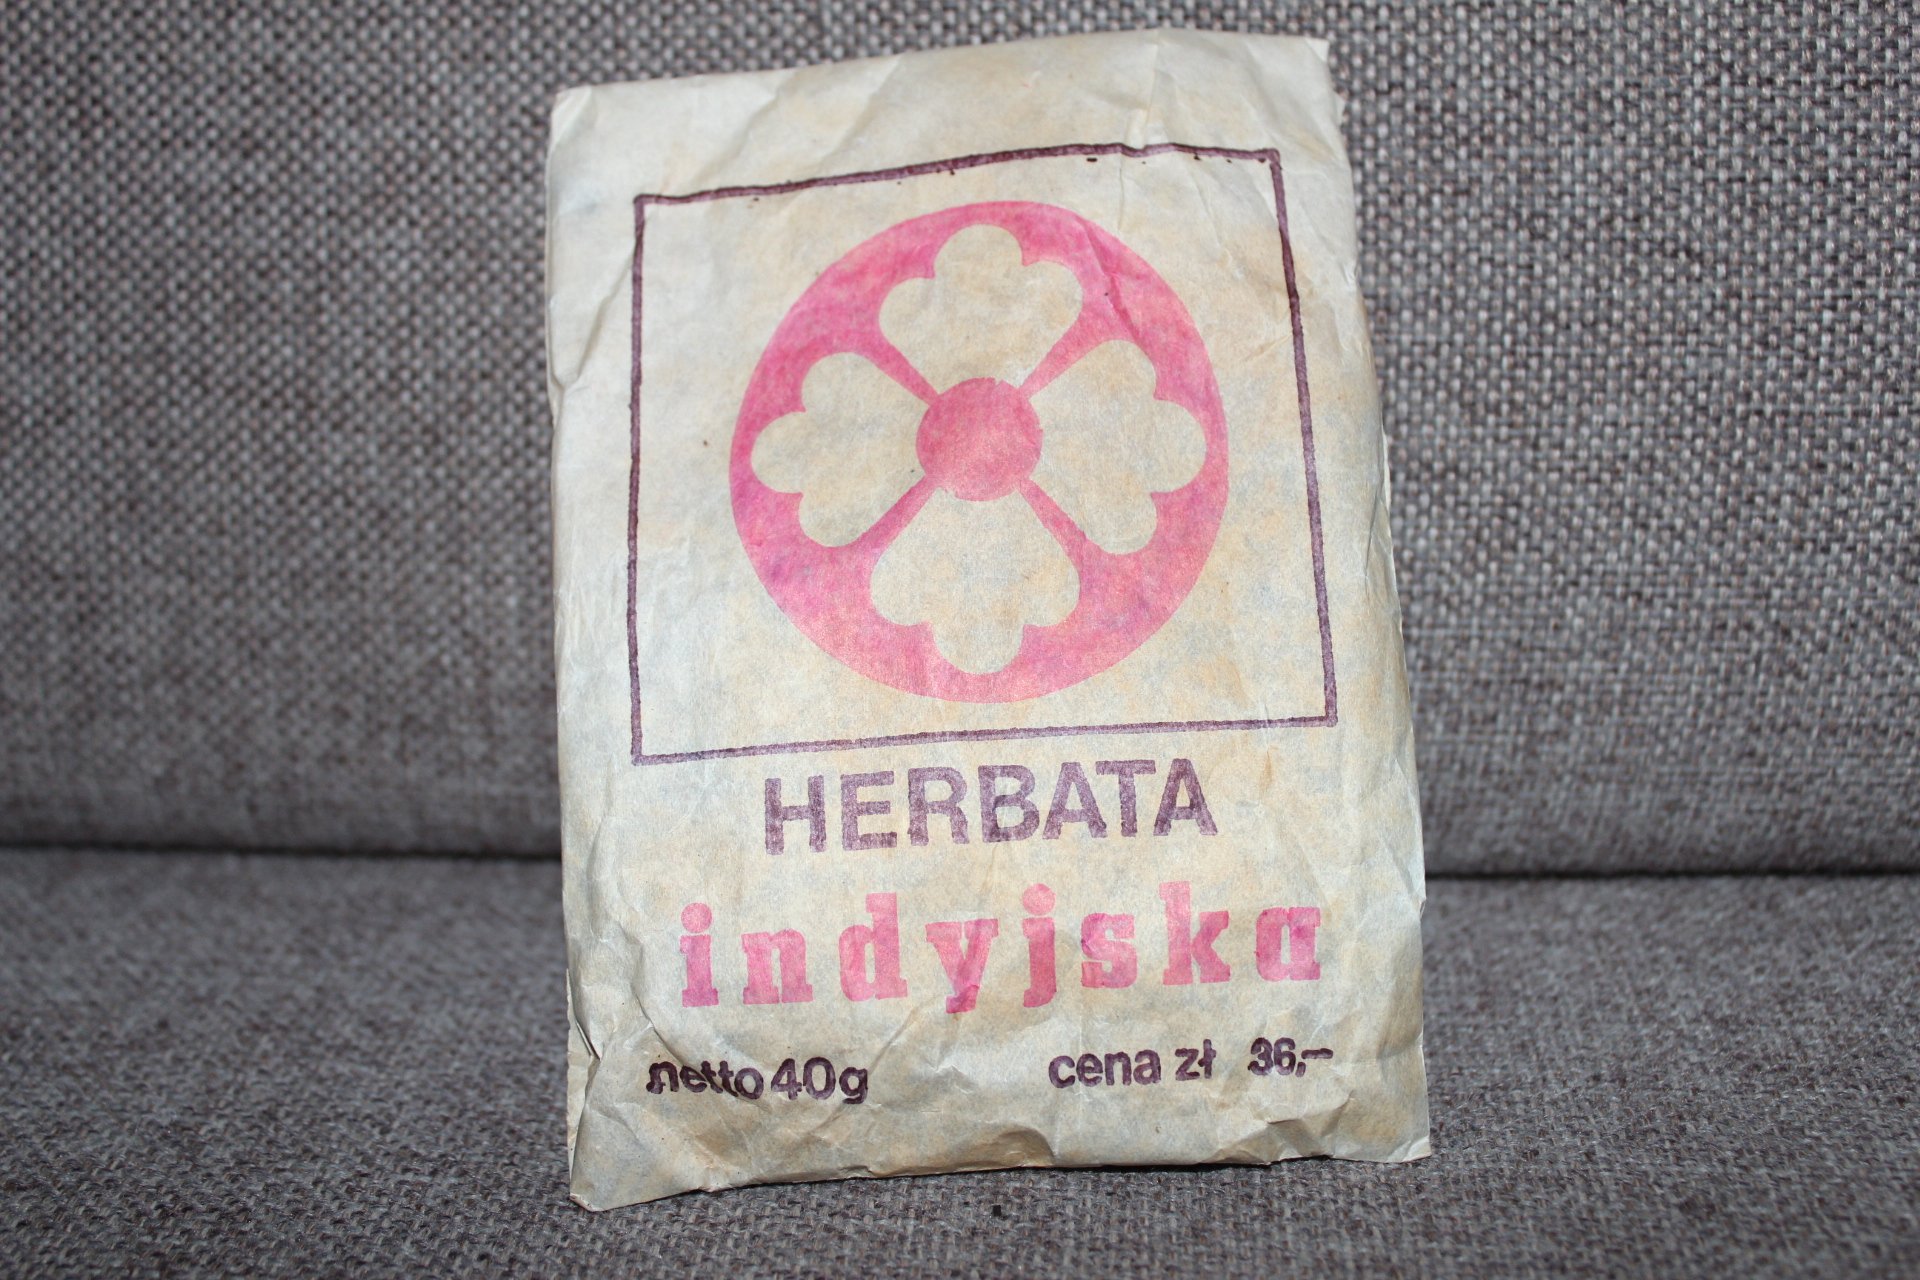 HERBATA
indyjska
netto 40g cena zł 36,-